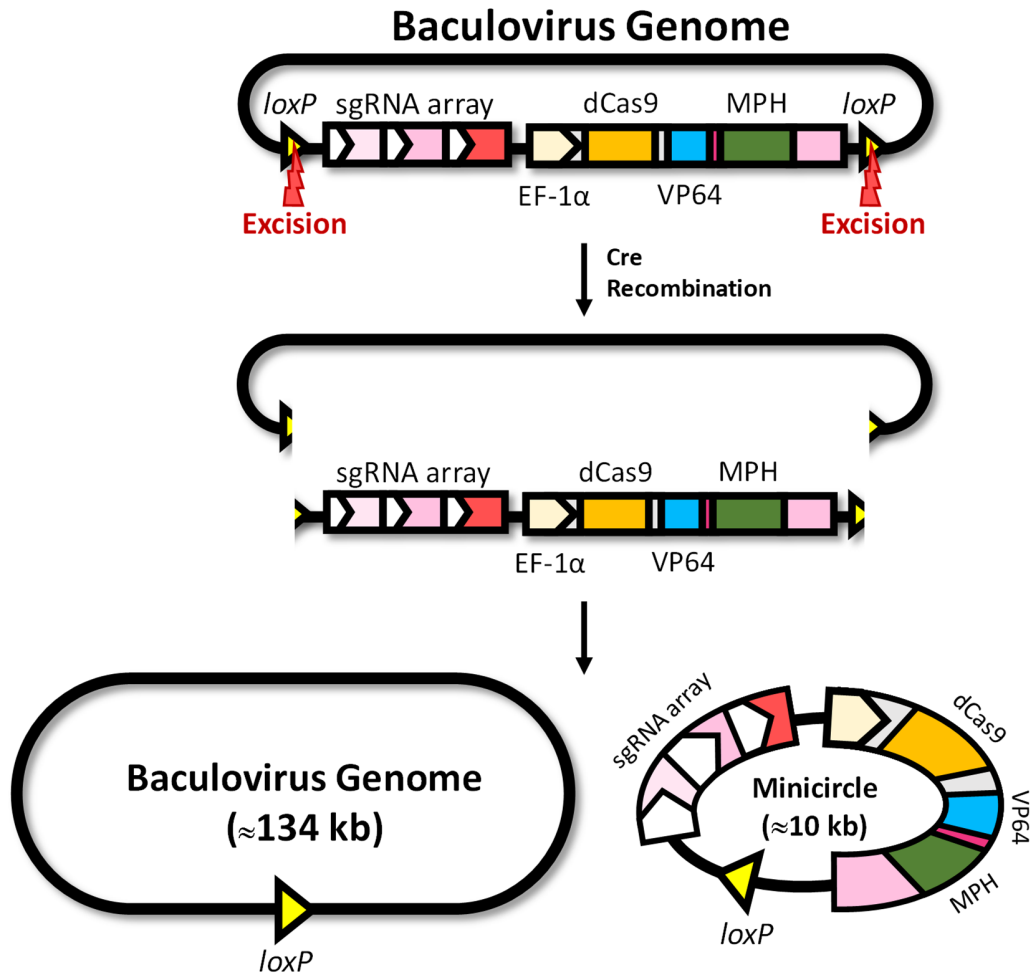 Baculovirus Genome
loxP
sgRNA array
dCas9
MPH
loxP
EF-1α
VP64
Excision
Excision
Cre
Recombination
sgRNA array
dCas9
MPH
EF-1α
VP64
Baculovirus Genome
(≈134 kb)
loxP
sgRNA array
dCas9
VP64
MPH
Minicircle
(≈10 kb)
loxP